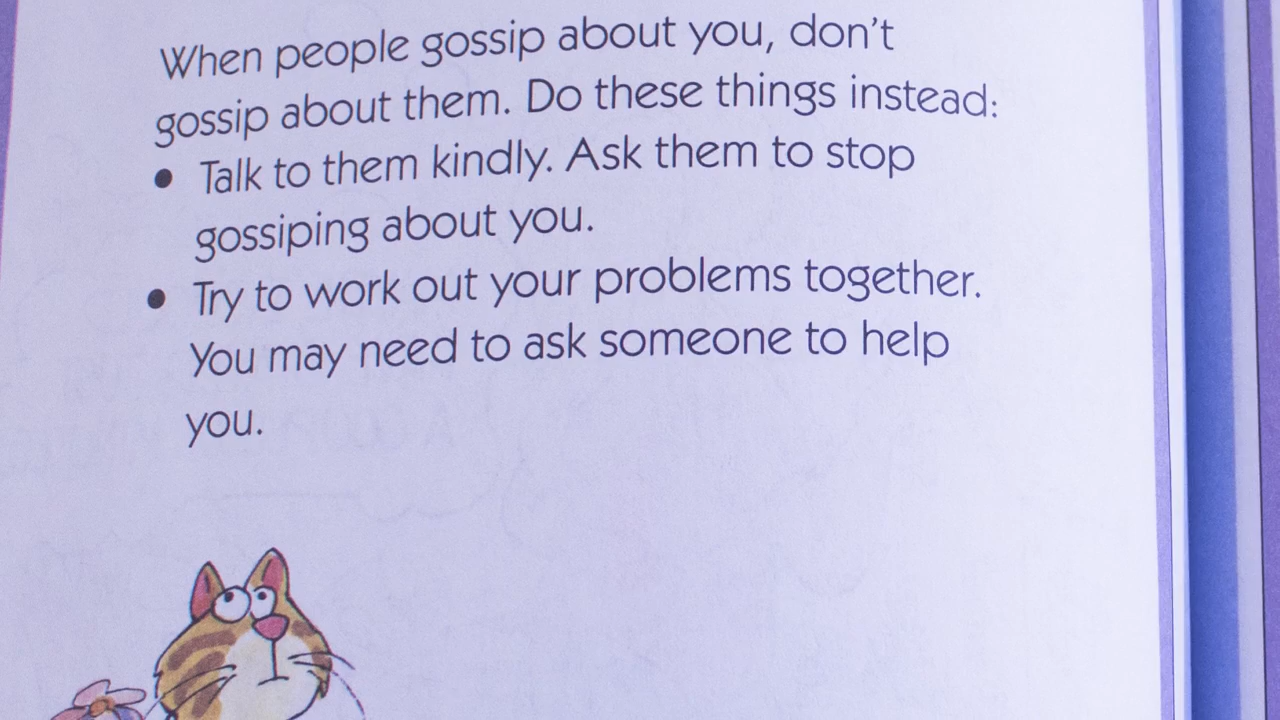 When people gossip about you, don't
gossip about them. Do these things instead:
• Talk to them kindly. Ask them to stop
gossiping about you.
• Try to work out your problems together.
You may need to ask someone to help
you.